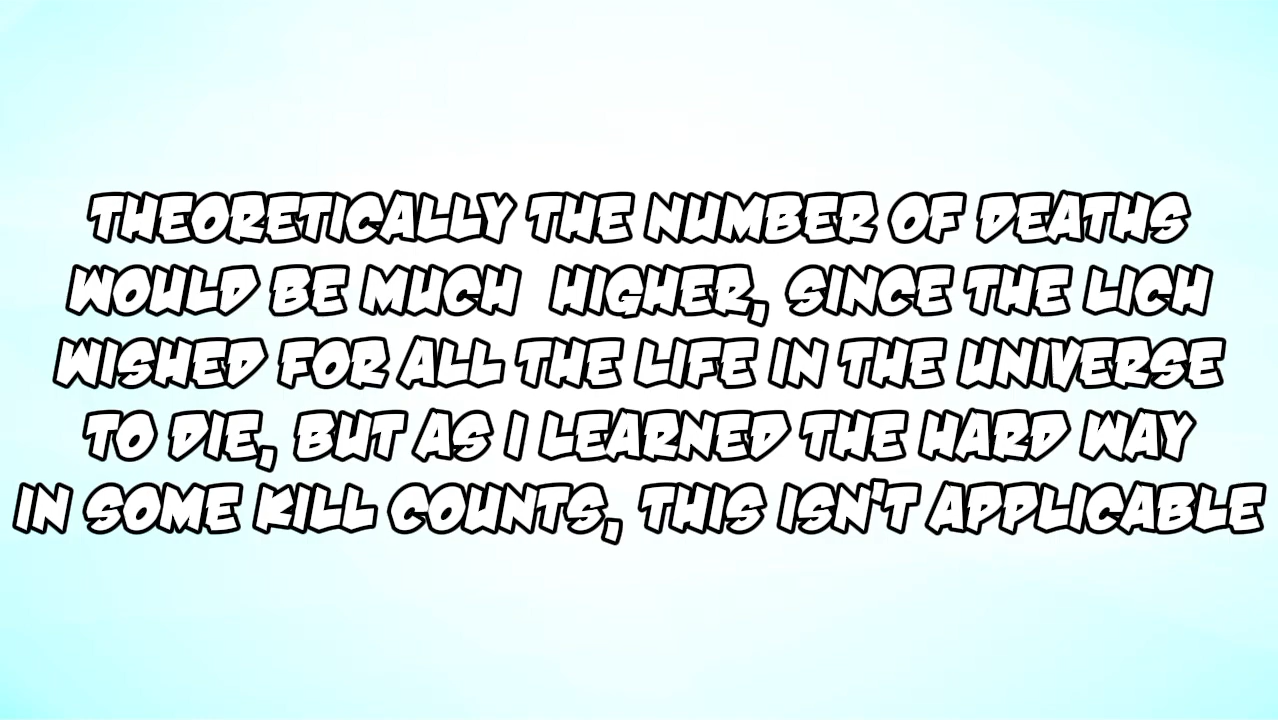 THEORETICALLY THE NUMBER OF DEATHS
WOULD BE MUCH  HIGHER, SINCE THE LICH
WISHED FOR ALL THE LIFE IN THE UNIVERSE
TO DIE, BUT AS I LEARNED THE HARD WAY
IN SOME KILL COUNTS, THIS ISN'T APPLICABLE